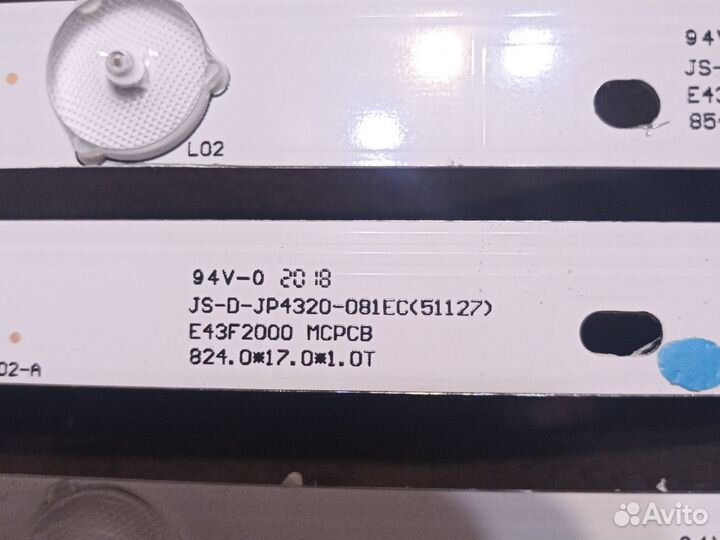 94V
JS-
E43
85
L02
94V-0 2018
JS-D-JP4320-081EC(51127)
E43F2000 MCPCB
824.0*17.0*1.0T
02-A
Avito